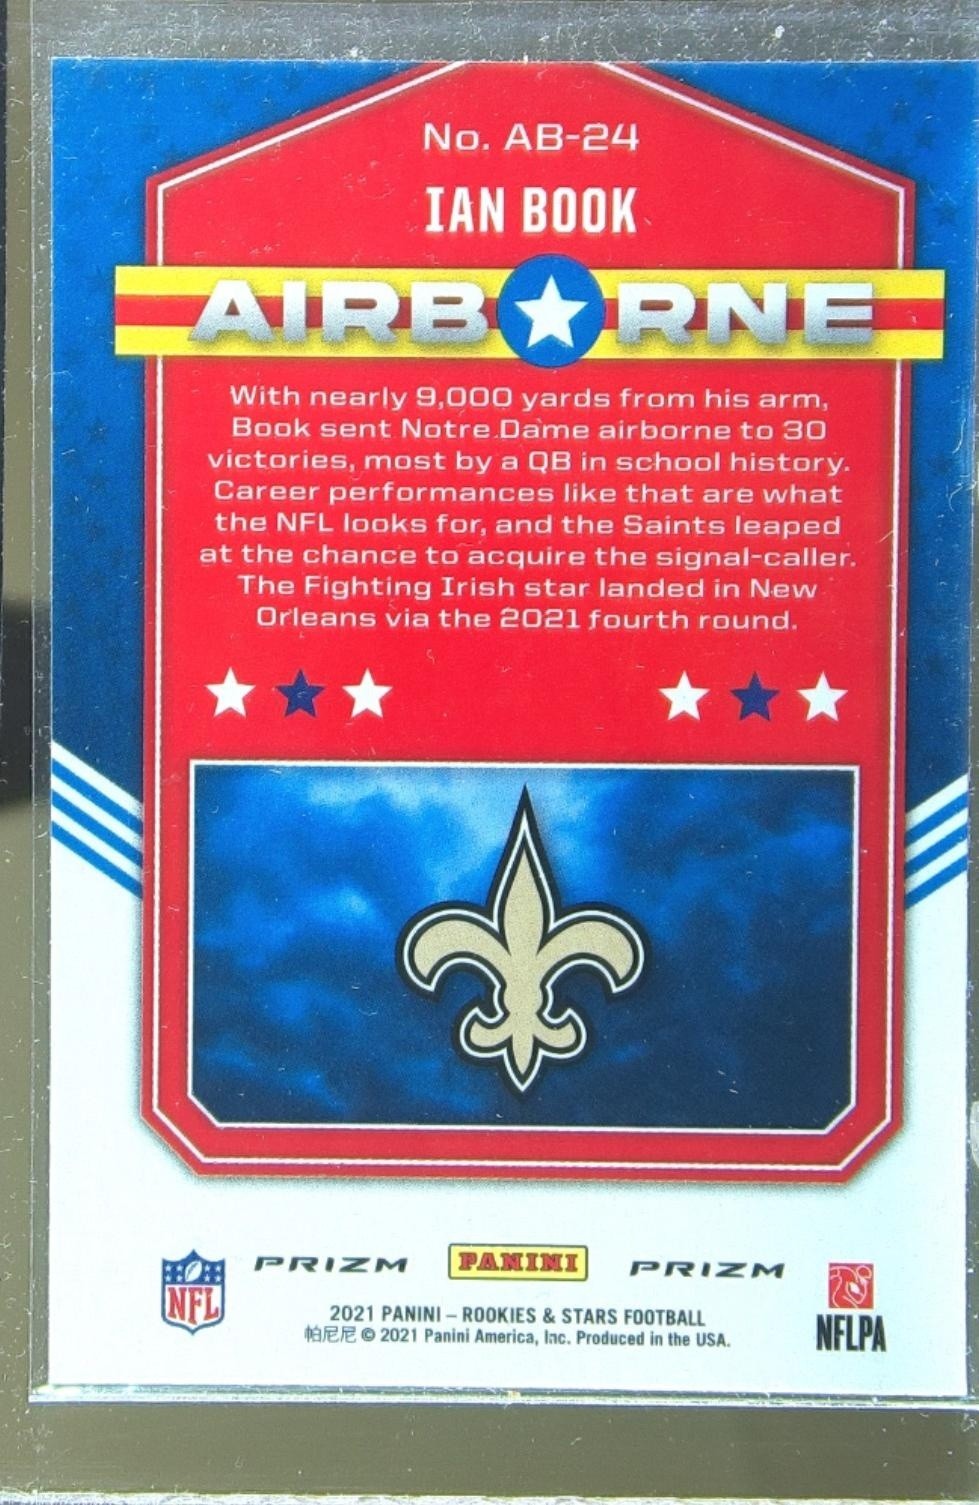 No. AB-24
IAN BOOK
AIRBORNE
With nearly 9,000 yards from his arm,
Book sent Notre Dame airborne to 30
victories, most by a QB in school history.
Career performances like that are what
the NFL looks for, and the Saints leaped
at the chance to acquire the signal-caller.
The Fighting Irish star landed in New
Orleans via the 2021 fourth round.
NFL PRIZM PANINI PRIZM NFLPA
2021 PANINI – ROOKIES & STARS FOOTBALL
帕尼尼 © 2021 Panini America, Inc. Produced in the USA.